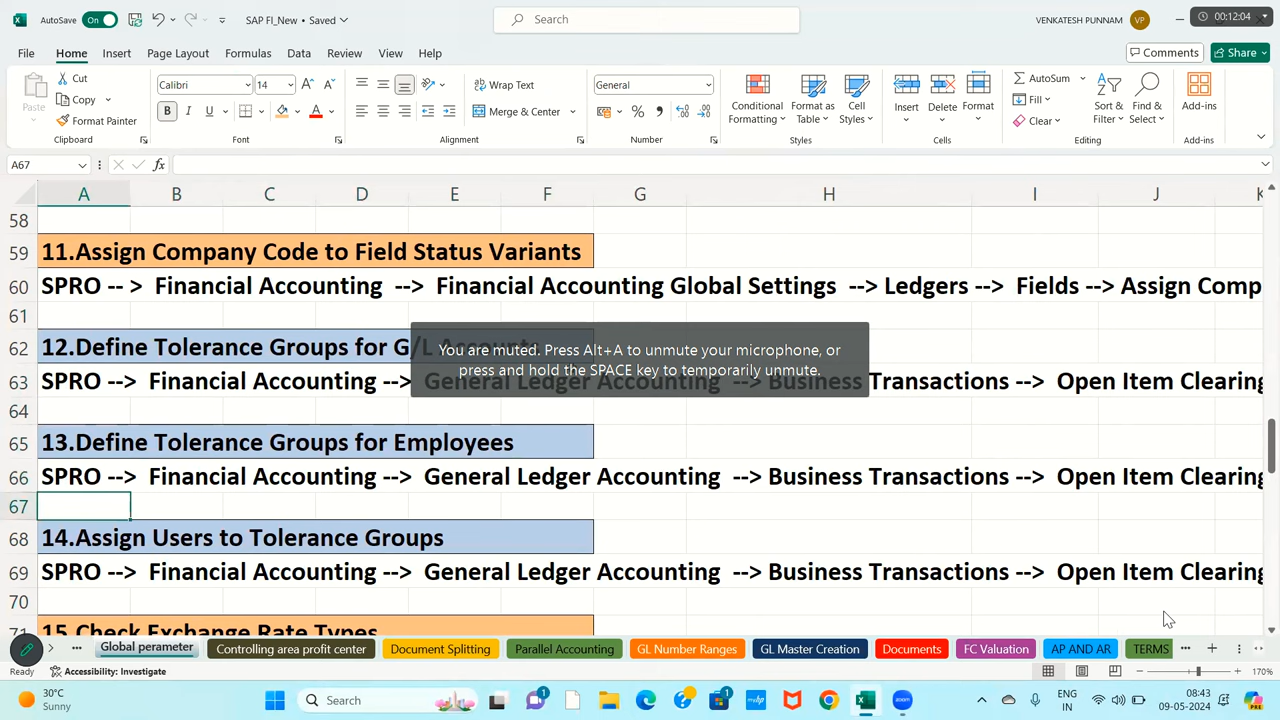 AutoSave On SAP FI_New • Saved Search VENKATESH PUNNAM VP 00:12:04
File Home Insert Page Layout Formulas Data Review View Help Comments Share
Cut Calibri 14 Wrap Text General AutoSum
Paste Copy Merge & Center Conditional Formatting Format as Table Cell Styles Insert Delete Format Fill Sort & Filter Find & Select Add-ins
Format Painter Clear
Clipboard Font Alignment Number Styles Cells Editing Add-ins
A67 fx
A B C D E F G H I J K
58
59 11.Assign Company Code to Field Status Variants
60 SPRO -- > Financial Accounting --> Financial Accounting Global Settings --> Ledgers --> Fields --> Assign Comp
61
62 12.Define Tolerance Groups for G/L Accounts
You are muted. Press Alt+A to unmute your microphone, or
press and hold the SPACE key to temporarily unmute.
63 SPRO --> Financial Accounting --> General Ledger Accounting --> Business Transactions --> Open Item Clearing
64
65 13.Define Tolerance Groups for Employees
66 SPRO --> Financial Accounting --> General Ledger Accounting --> Business Transactions --> Open Item Clearing
67
68 14.Assign Users to Tolerance Groups
69 SPRO --> Financial Accounting --> General Ledger Accounting --> Business Transactions --> Open Item Clearing
70
71 15.Check Exchange Rate Types
Global perameter Controlling area profit center Document Splitting Parallel Accounting GL Number Ranges GL Master Creation Documents FC Valuation AP AND AR TERMS
Ready Accessibility: Investigate 170%
30°C Sunny Search ENG IN 08:43 09-05-2024